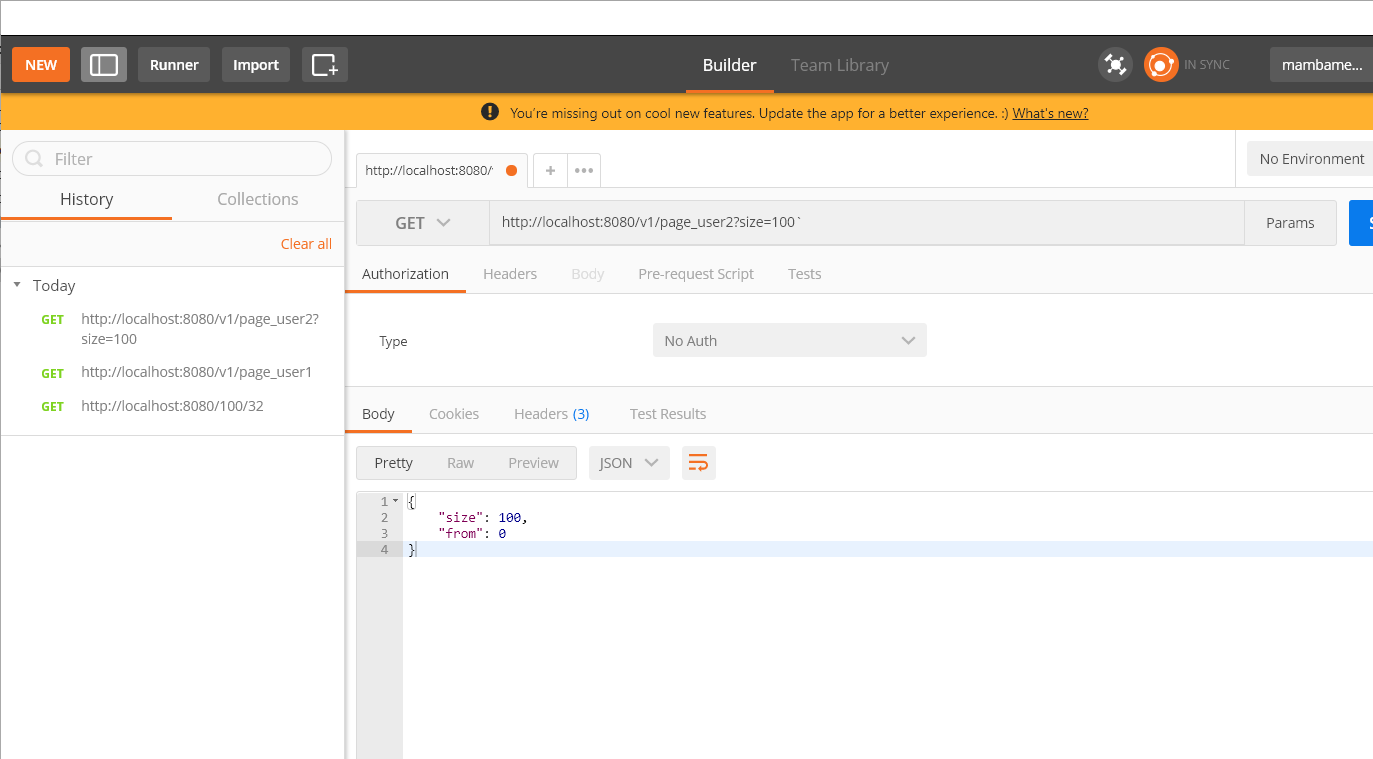 NEW Runner Import Builder Team Library IN SYNC mambame...
You're missing out on cool new features. Update the app for a better experience. :) What's new?
Filter
History Collections
Clear all
Today
GET http://localhost:8080/v1/page_user2?
size=100
GET http://localhost:8080/v1/page_user1
GET http://localhost:8080/100/32
http://localhost:8080/ + ••• No Environment
GET http://localhost:8080/v1/page_user2?size=100` Params
Authorization Headers Body Pre-request Script Tests
Type No Auth
Body Cookies Headers (3) Test Results
Pretty Raw Preview JSON
1 {
2 "size": 100,
3 "from": 0
4 }